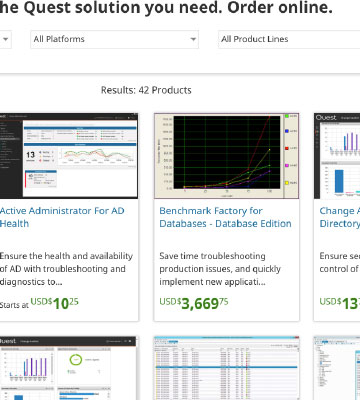 he Quest solution you need. Order online.
All Platforms
All Product Lines
Results: 42 Products
Active Administrator For AD Health
Benchmark Factory for Databases - Database Edition
Change A
Directory
Ensure the health and availability of AD with troubleshooting and diagnostics to...
Save time troubleshooting production issues, and quickly implement new applicati...
Ensure se
control of
Starts at USD$10 25
USD$3,669 75
USD$13